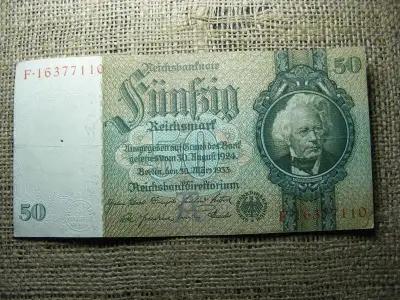 Reichsbanknote
50
F·16377110
Fünfzig
Reichsmark
Ausgegeben auf Grund des Bank
gesetzes vom 30. August 1924
Berlin, den 30. März 1933
Reichsbankdirektorium
50
F·16377110